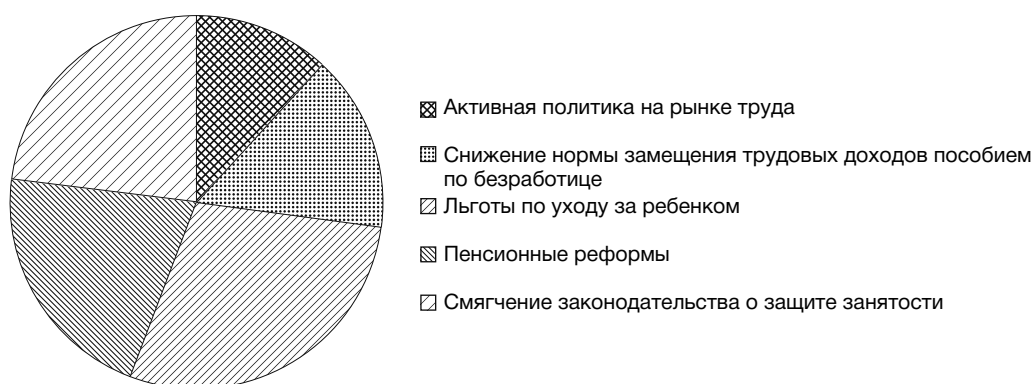 Активная политика на рынке труда
Снижение нормы замещения трудовых доходов пособием
по безработице
Льготы по уходу за ребенком
Пенсионные реформы
Смягчение законодательства о защите занятости